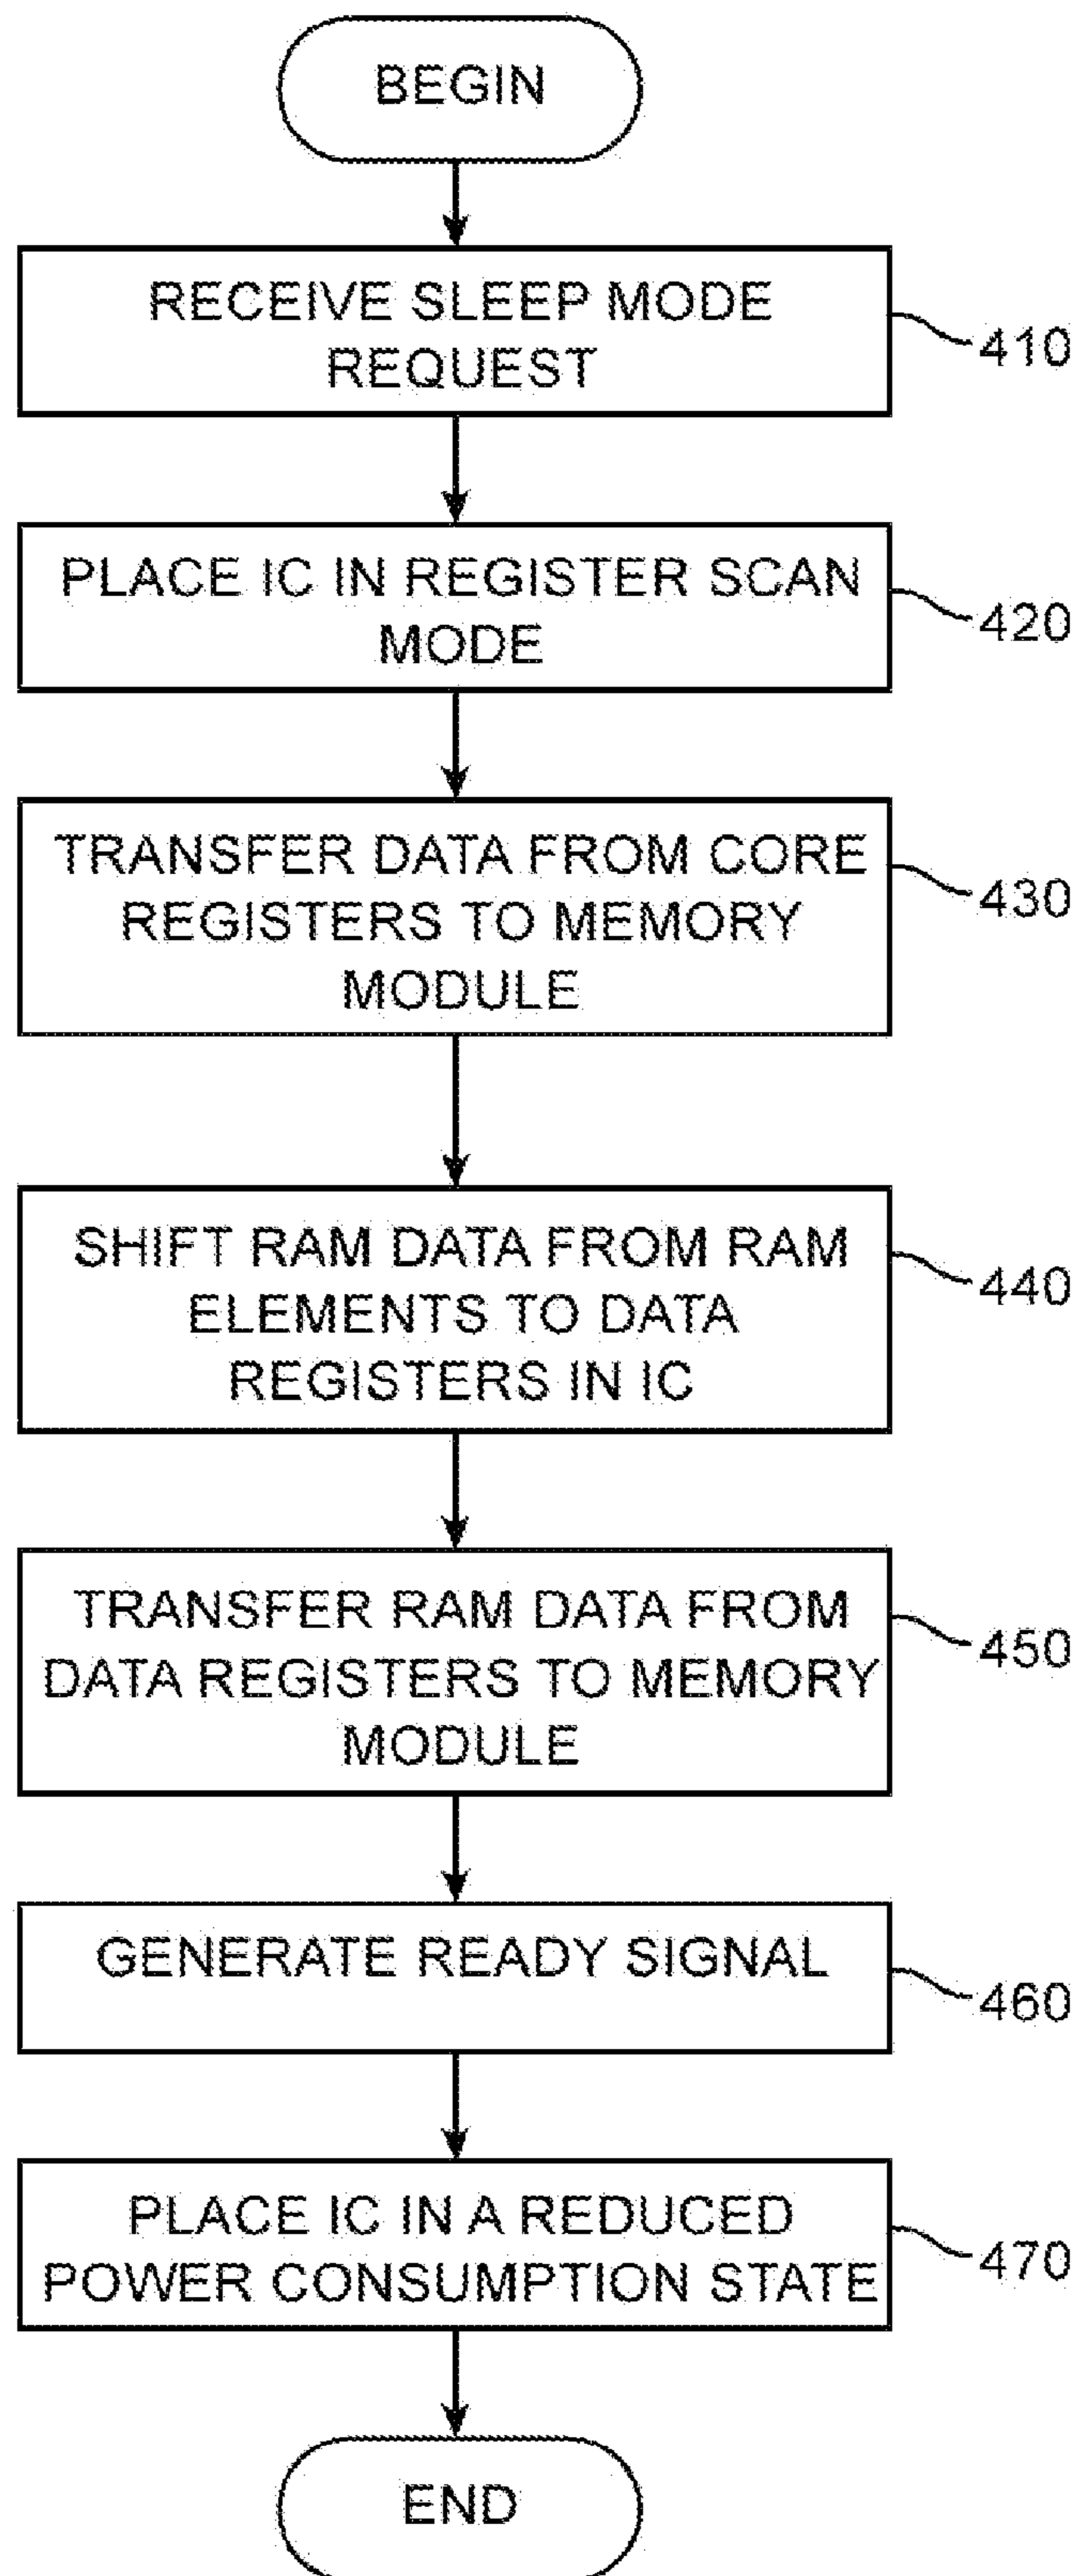 BEGIN
RECEIVE SLEEP MODE
REQUEST
410
PLACE IC IN REGISTER SCAN
MODE
420
TRANSFER DATA FROM CORE
REGISTERS TO MEMORY
MODULE
430
SHIFT RAM DATA FROM RAM
ELEMENTS TO DATA
REGISTERS IN IC
440
TRANSFER RAM DATA FROM
DATA REGISTERS TO MEMORY
MODULE
450
GENERATE READY SIGNAL
460
PLACE IC IN A REDUCED
POWER CONSUMPTION STATE
470
END